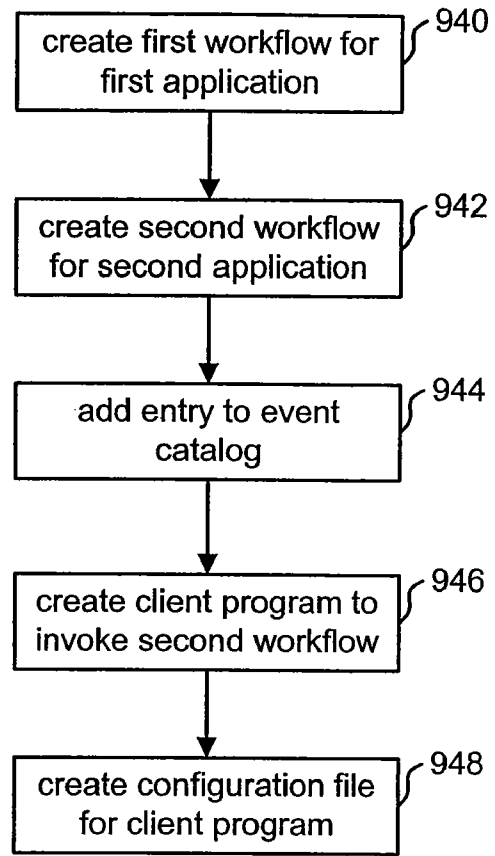 940
create first workflow for
first application
942
create second workflow
for second application
944
add entry to event
catalog
946
create client program to
invoke second workflow
948
create configuration file
for client program